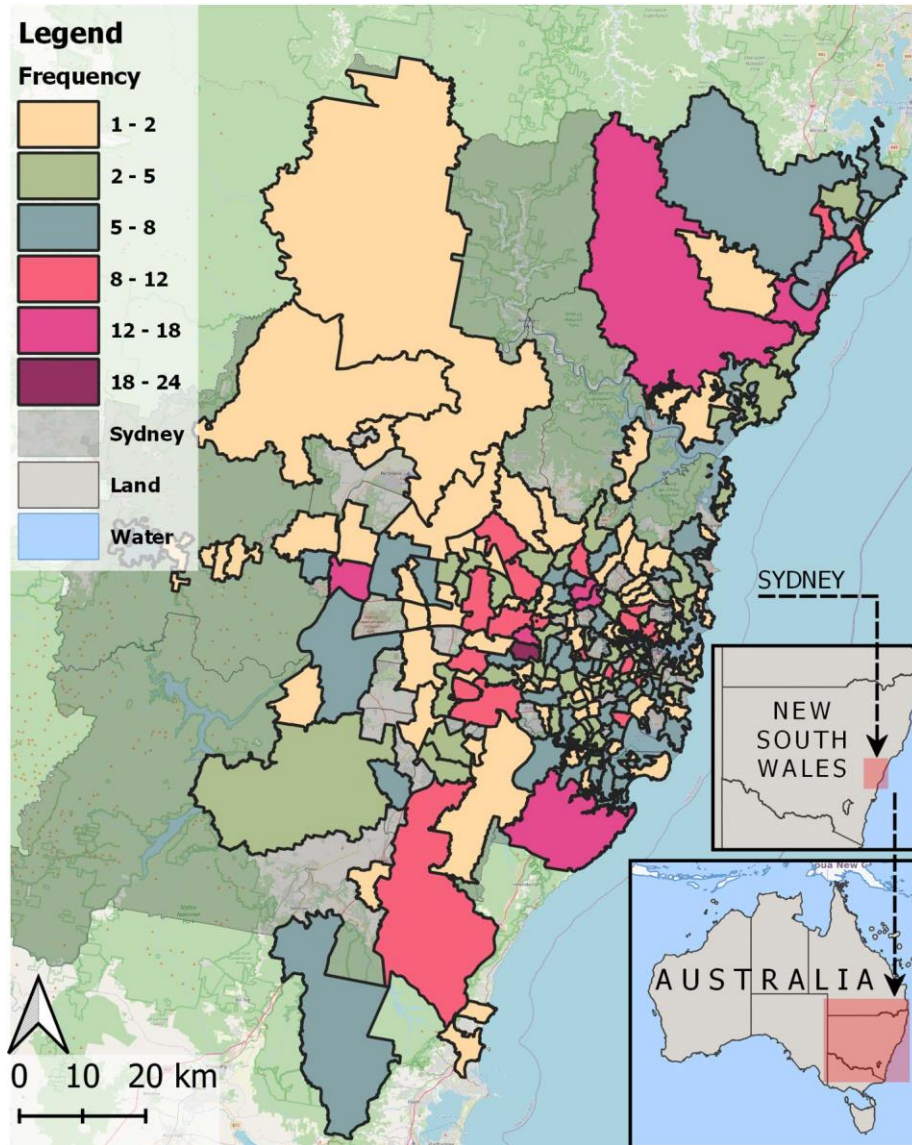 Legend
Frequency
1 - 2
2 - 5
5 - 8
8 - 12
12 - 18
18 - 24
Sydney
Land
Water
SYDNEY
NEW
SOUTH
WALES
AUSTRALIA
0 10 20 km